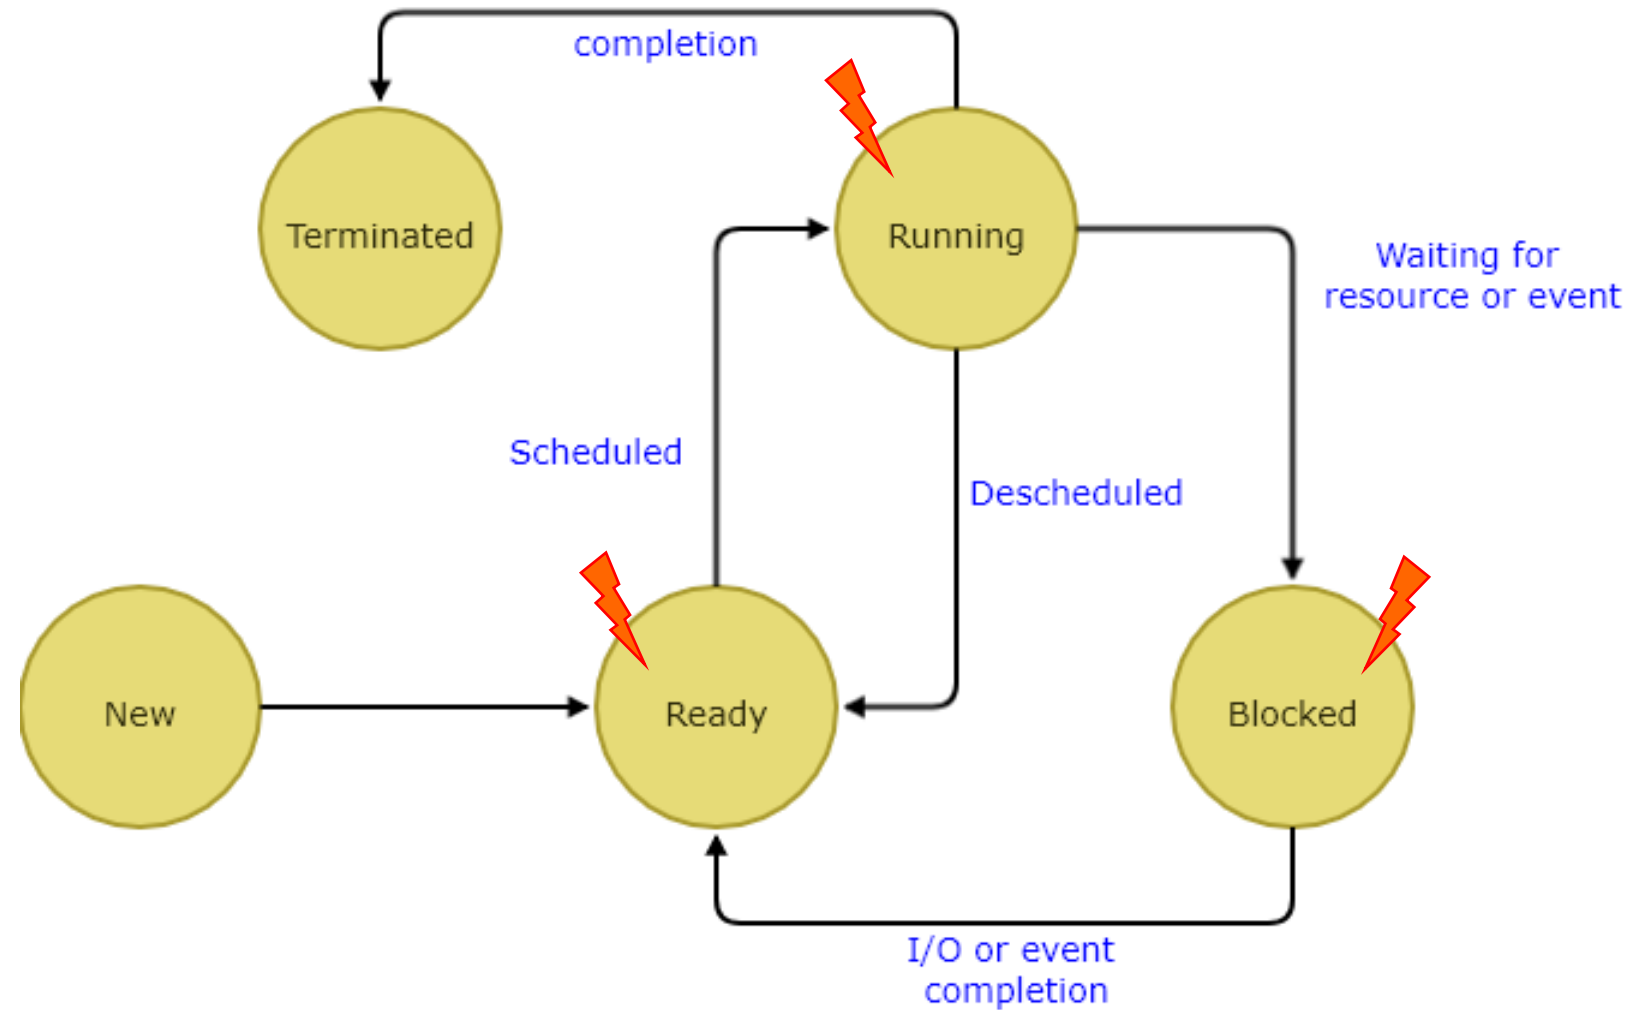 completion
Terminated
Running
Waiting for
resource or event
Scheduled
Descheduled
New
Ready
Blocked
I/O or event
completion